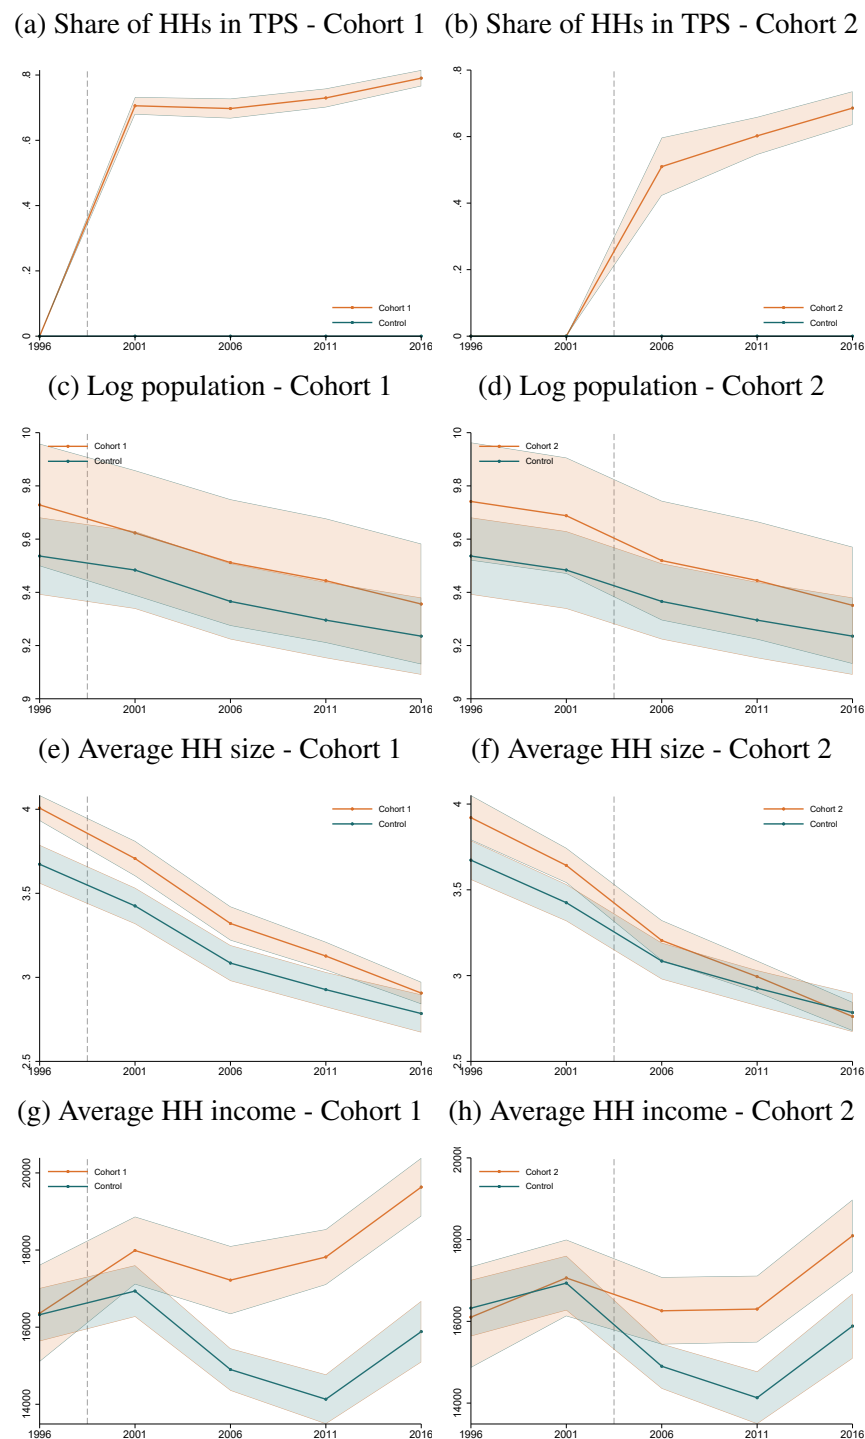 (a) Share of HHs in TPS - Cohort 1 (b) Share of HHs in TPS - Cohort 2
.8
.6
.4
.2
0
1996 2001 2006 2011 2016
Cohort 1
Control
.8
.6
.4
.2
0
1996 2001 2006 2011 2016
Cohort 2
Control
(c) Log population - Cohort 1 (d) Log population - Cohort 2
10
9.8
9.6
9.4
9.2
9
1996 2001 2006 2011 2016
Cohort 1
Control
10
9.8
9.6
9.4
9.2
9
1996 2001 2006 2011 2016
Cohort 2
Control
(e) Average HH size - Cohort 1 (f) Average HH size - Cohort 2
4
3.5
3
2.5
1996 2001 2006 2011 2016
Cohort 1
Control
4
3.5
3
2.5
1996 2001 2006 2011 2016
Cohort 2
Control
(g) Average HH income - Cohort 1 (h) Average HH income - Cohort 2
20000
18000
16000
14000
1996 2001 2006 2011 2016
Cohort 1
Control
20000
18000
16000
14000
1996 2001 2006 2011 2016
Cohort 2
Control